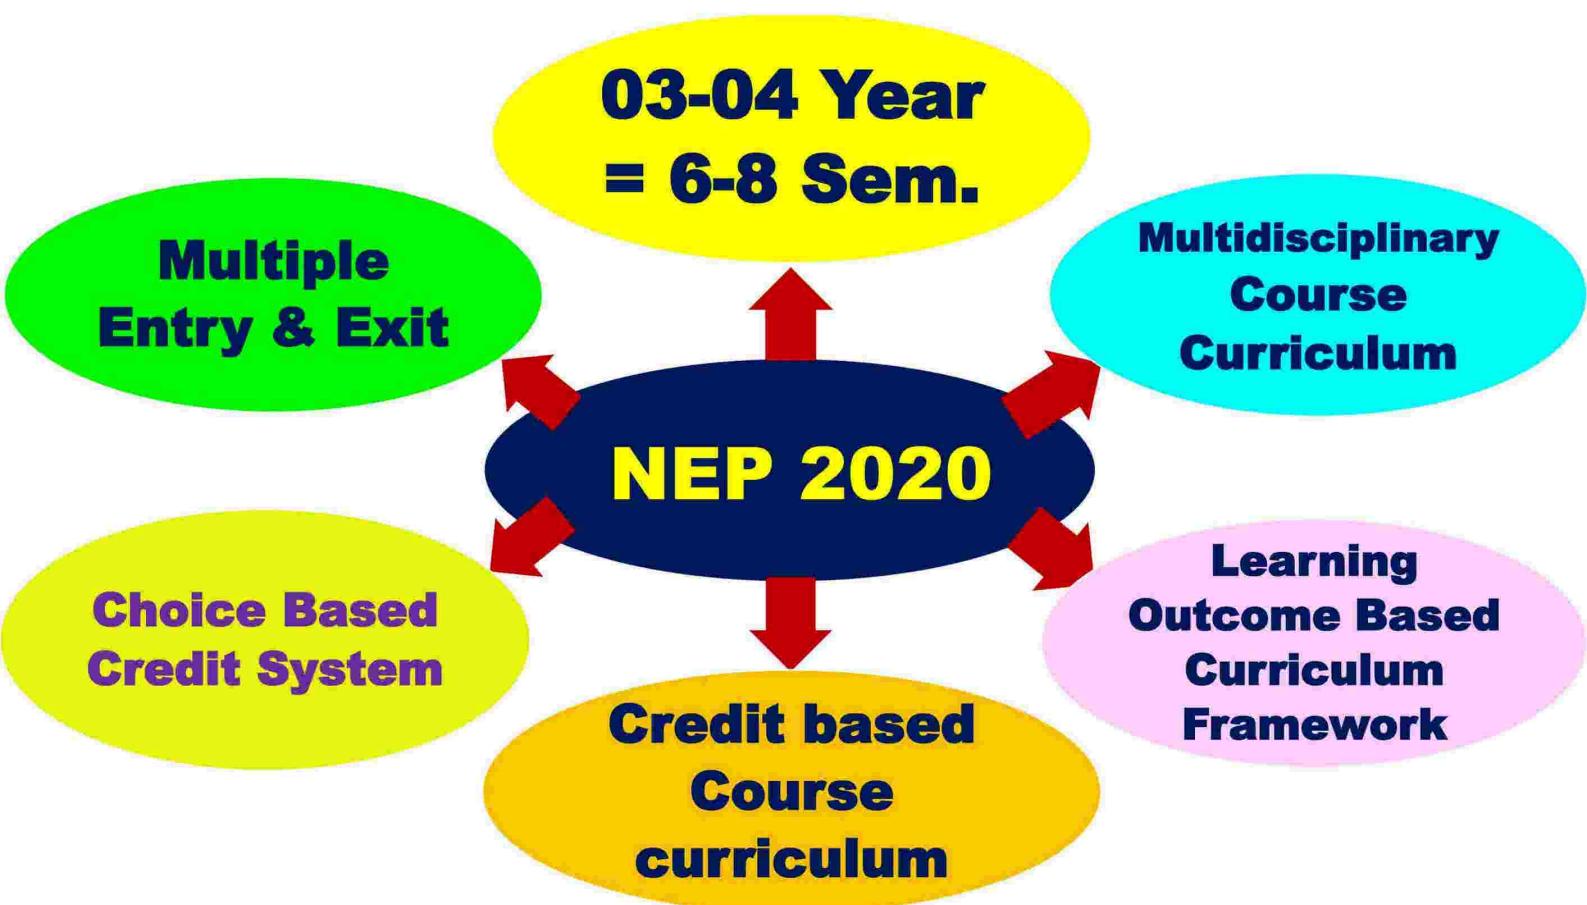 03-04 Year
= 6-8 Sem.
Multiple
Entry & Exit
Multidisciplinary
Course
Curriculum
NEP 2020
Choice Based
Credit System
Learning
Outcome Based
Curriculum
Framework
Credit based
Course
curriculum